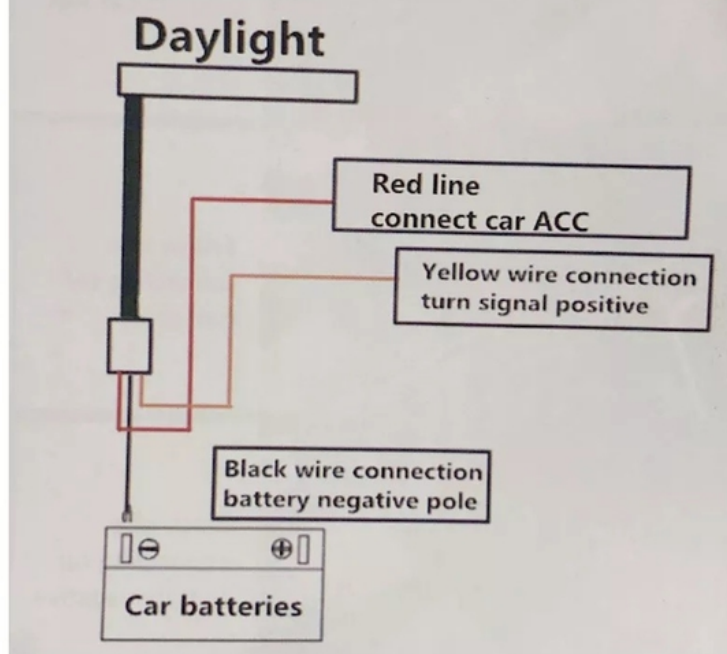 Daylight
Red line
connect car ACC
Yellow wire connection
turn signal positive
Black wire connection
battery negative pole
Car batteries